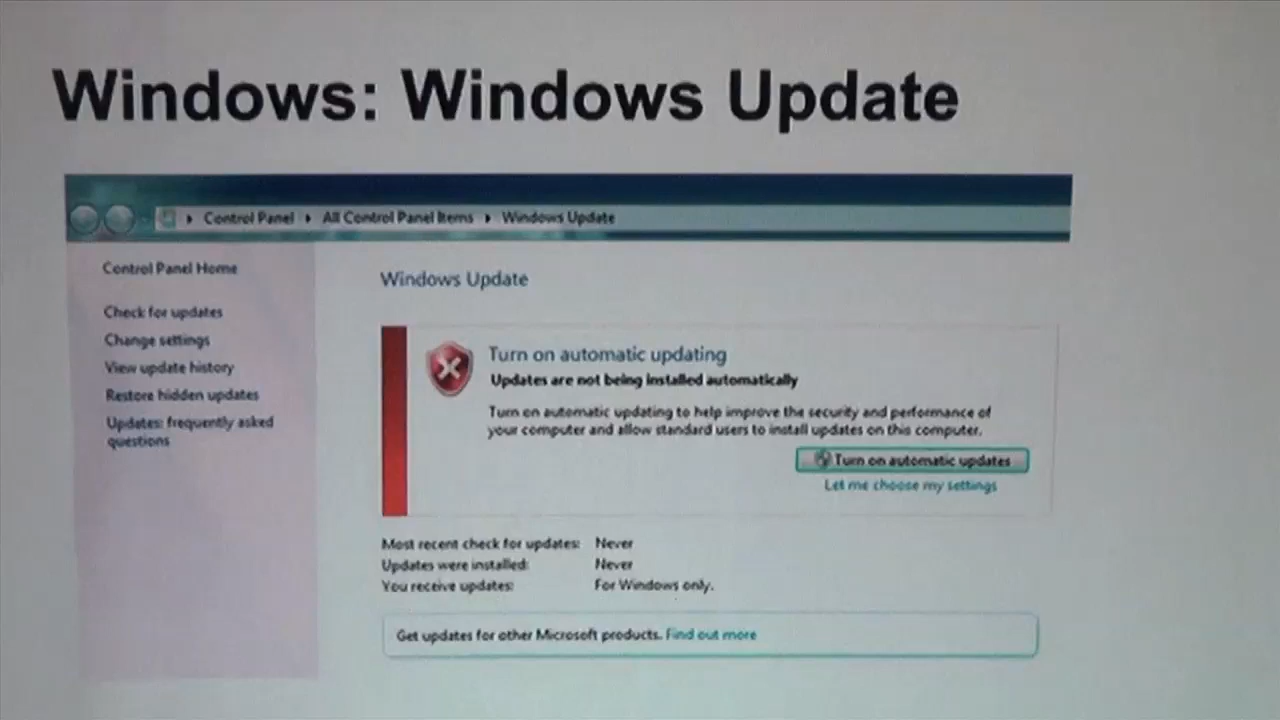 Windows: Windows Update
Control Panel All Control Panel Items Windows Update
Control Panel Home
Check for updates
Change settings
View update history
Restore hidden updates
Updates: frequently asked
questions
Windows Update
Turn on automatic updating
Updates are not being installed automatically
Turn on automatic updating to help improve the security and performance of
your computer and allow standard users to install updates on this computer.
Turn on automatic updates
Let me choose my settings
Most recent check for updates: Never
Updates were installed: Never
You receive updates: For Windows only.
Get updates for other Microsoft products. Find out more